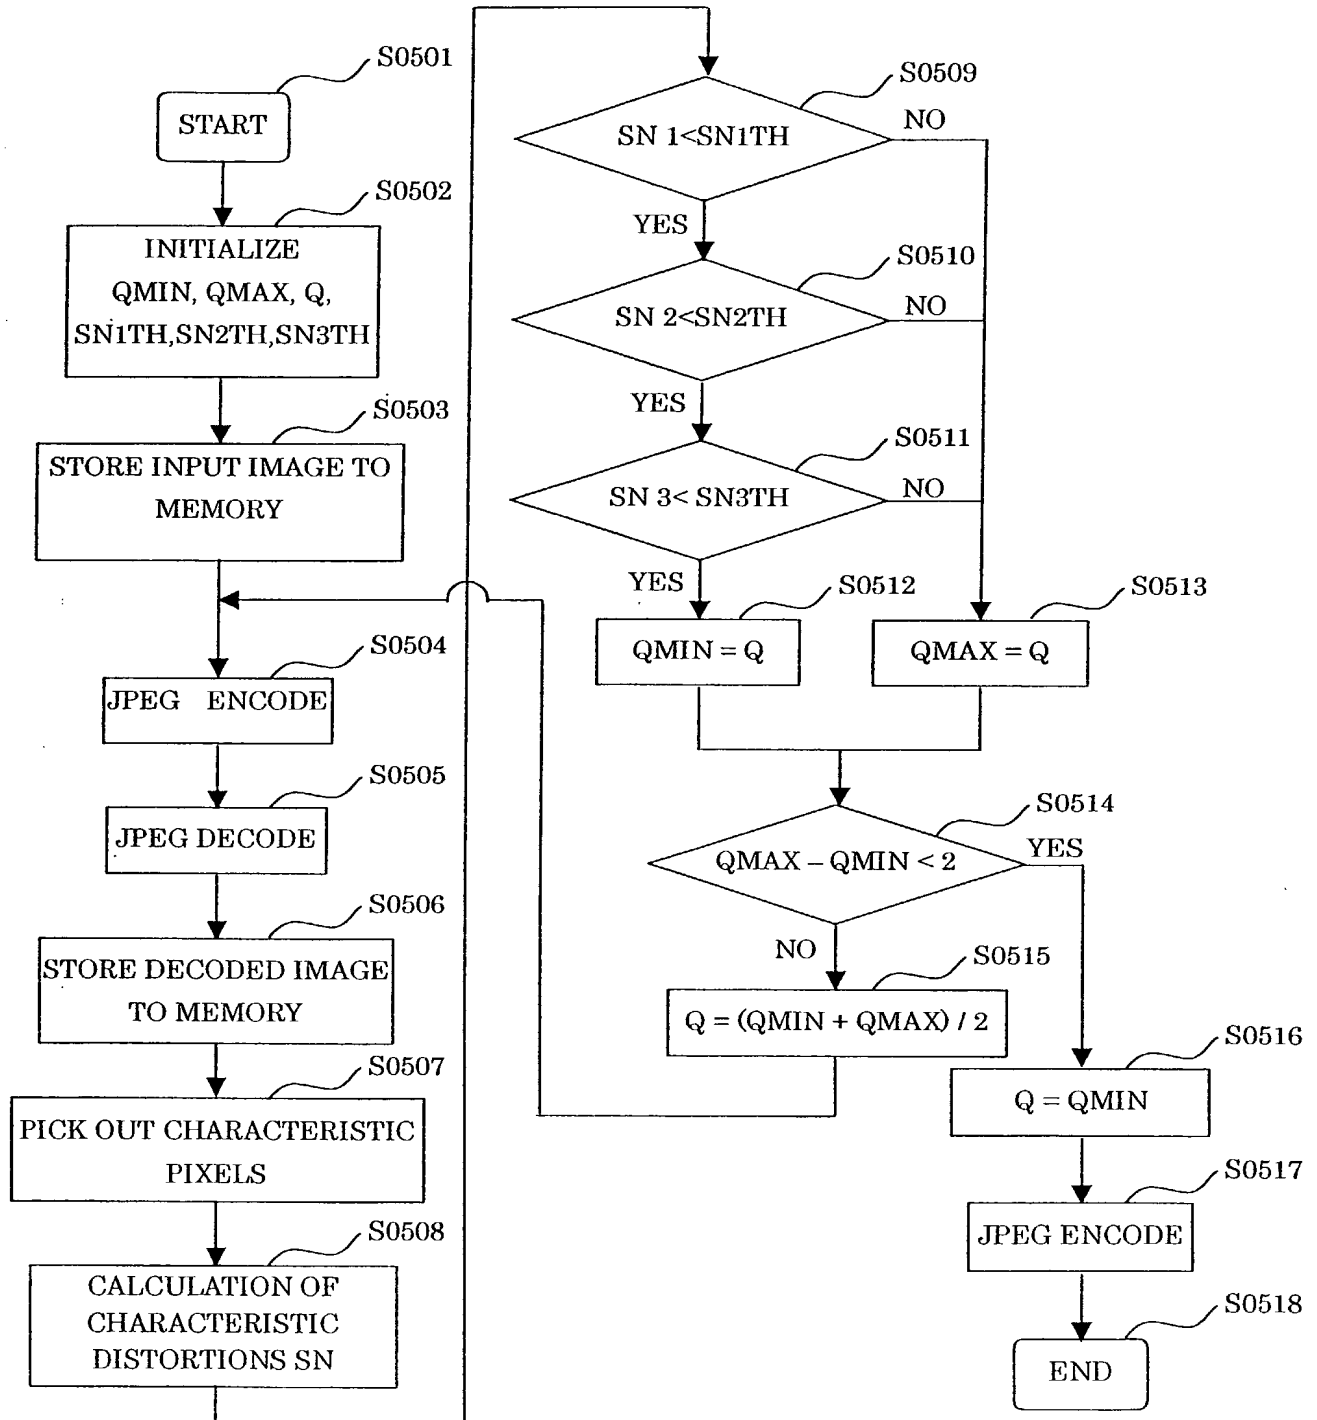 S0501
START
S0502
INITIALIZE
QMIN, QMAX, Q,
SN1TH,SN2TH,SN3TH
S0503
STORE INPUT IMAGE TO
MEMORY
S0504
JPEG ENCODE
S0505
JPEG DECODE
S0506
STORE DECODED IMAGE
TO MEMORY
S0507
PICK OUT CHARACTERISTIC
PIXELS
S0508
CALCULATION OF
CHARACTERISTIC
DISTORTIONS SN
S0509
SN 1<SN1TH
NO
YES
S0510
SN 2<SN2TH
NO
YES
S0511
SN 3< SN3TH
NO
YES
S0512
QMIN = Q
S0513
QMAX = Q
S0514
QMAX – QMIN < 2
YES
NO
S0515
Q = (QMIN + QMAX) / 2
S0516
Q = QMIN
S0517
JPEG ENCODE
S0518
END